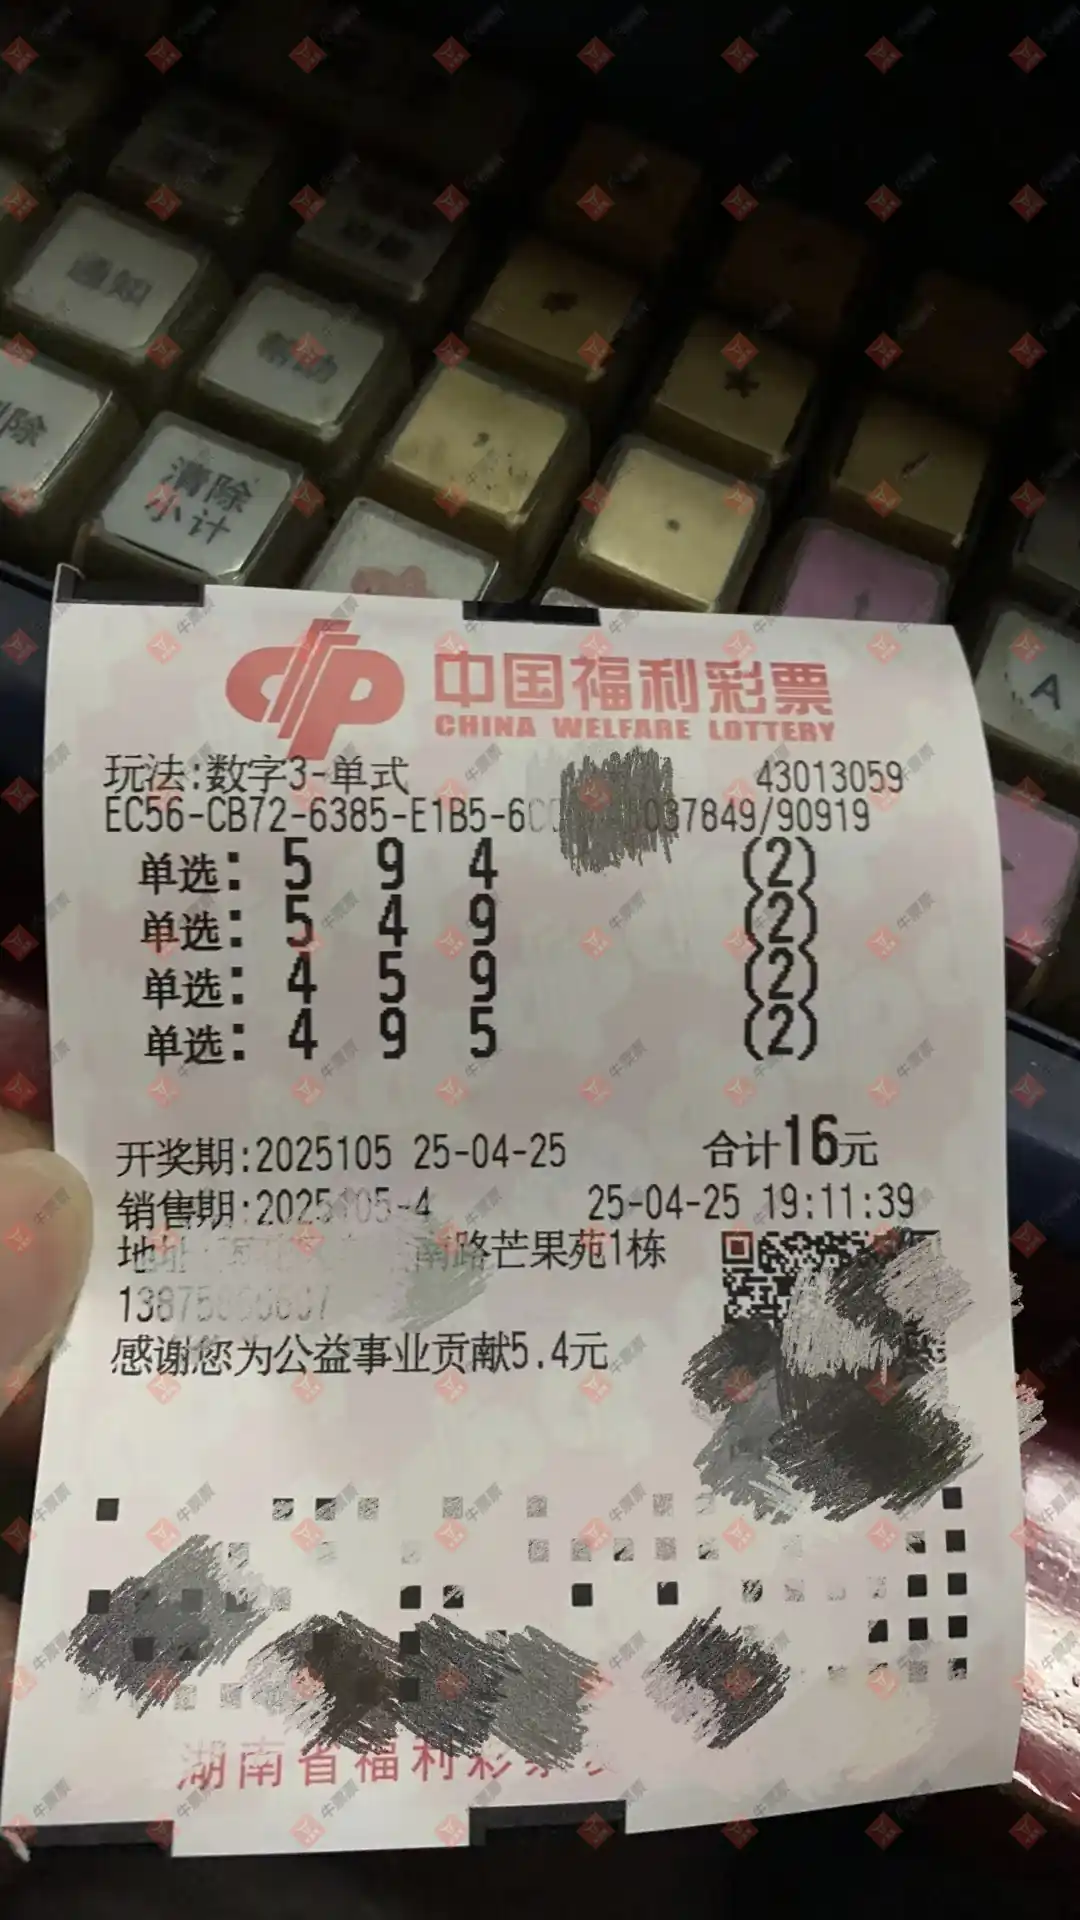 清除
小计
A
中国福利彩票
CHINA WELFARE LOTTERY
玩法:数字3-单式 43013059
EC56-CB72-6385-E1B5-6C 037849/90919
单选: 5 9 4 (2)
单选: 5 4 9 (2)
单选: 4 5 9 (2)
单选: 4 9 5 (2)
开奖期:2025105 25-04-25 合计16元
销售期:2025105-4 25-04-25 19:11:39
地址: 南路芒果苑1栋
感谢您为公益事业贡献5.4元
湖南省福利彩票